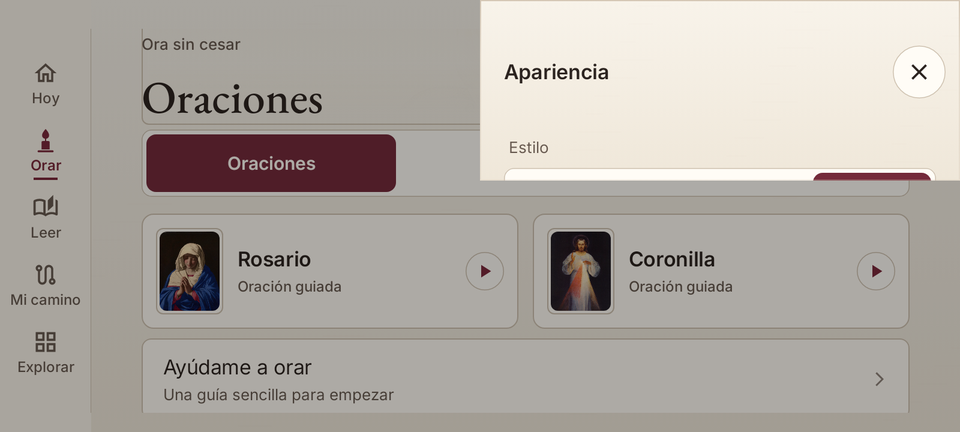 Hoy
Orar
Leer
Mi camino
Explorar
Ora sin cesar
Oraciones
Oraciones
Rosario
Oración guiada
Coronilla
Oración guiada
Ayúdame a orar
Una guía sencilla para empezar
Apariencia
Estilo